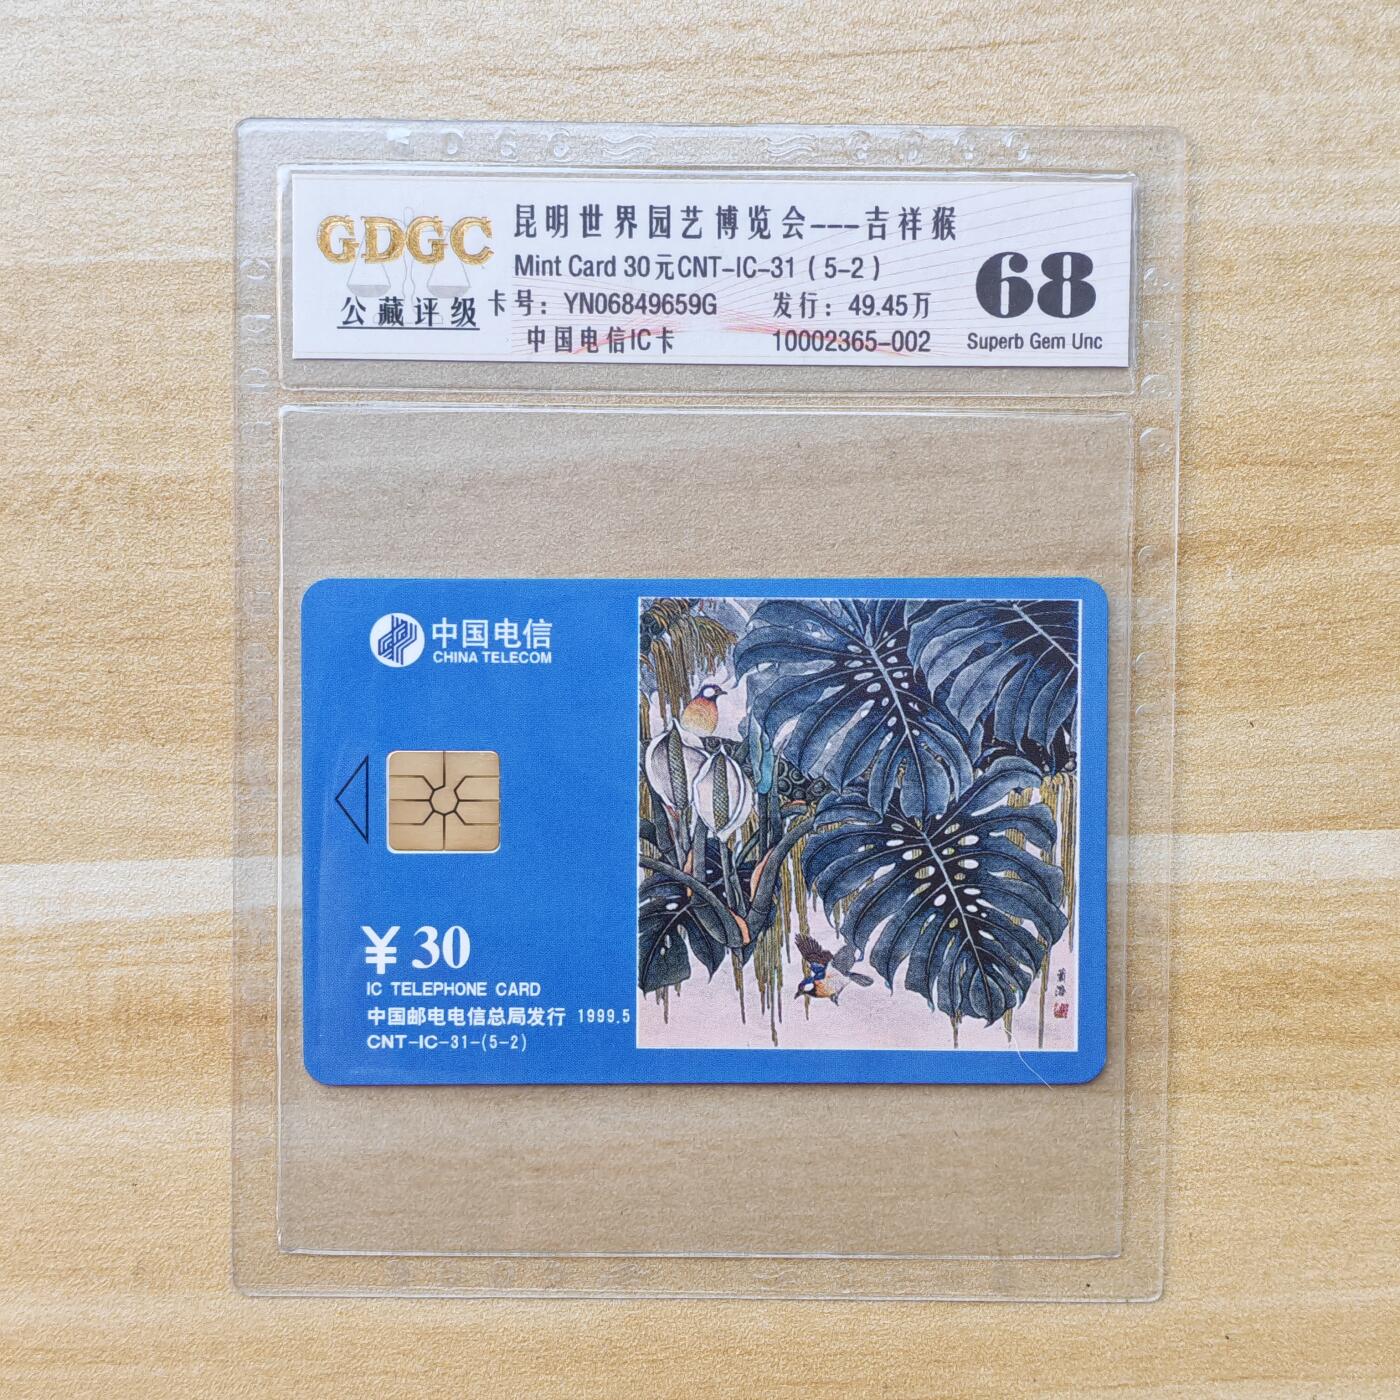 GDGC
公藏评级
昆明世界园艺博览会---吉祥猴
Mint Card 30元CNT-IC-31（5-2）
卡号：YN06849659G 发行：49.45万
中国电信IC卡 10002365-002
68
Superb Gem Unc
中国电信
CHINA TELECOM
¥30
IC TELEPHONE CARD
中国邮电电信总局发行 1999.5
CNT-IC-31-(5-2)